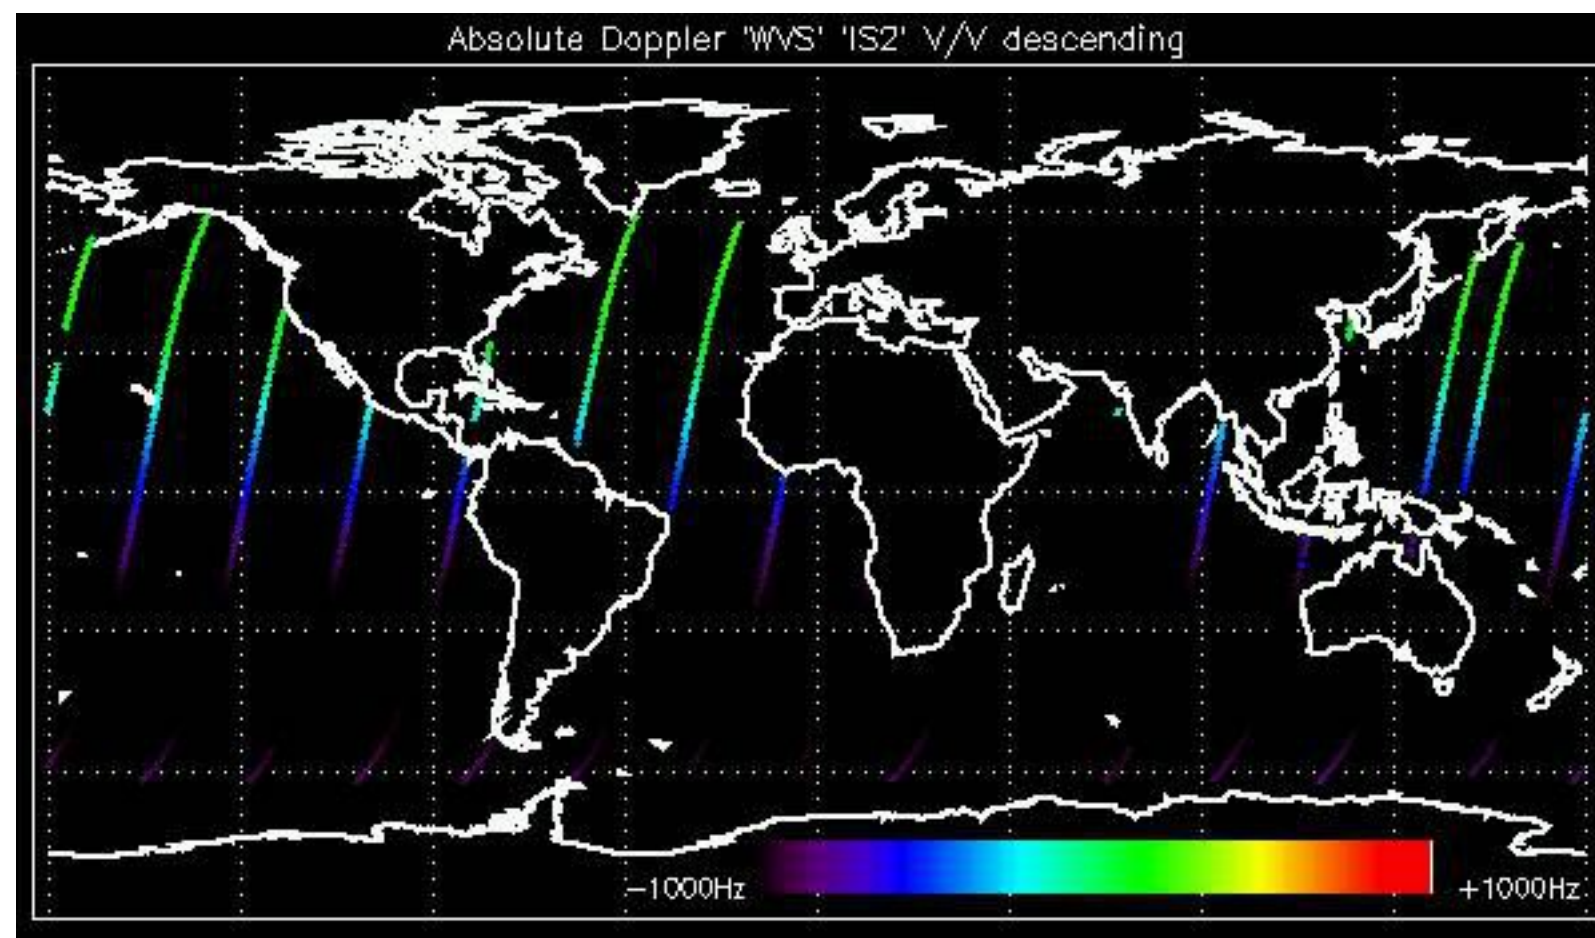 Absolute Doppler 'WVS' 'IS2' V/V descending
−1000Hz
+1000Hz